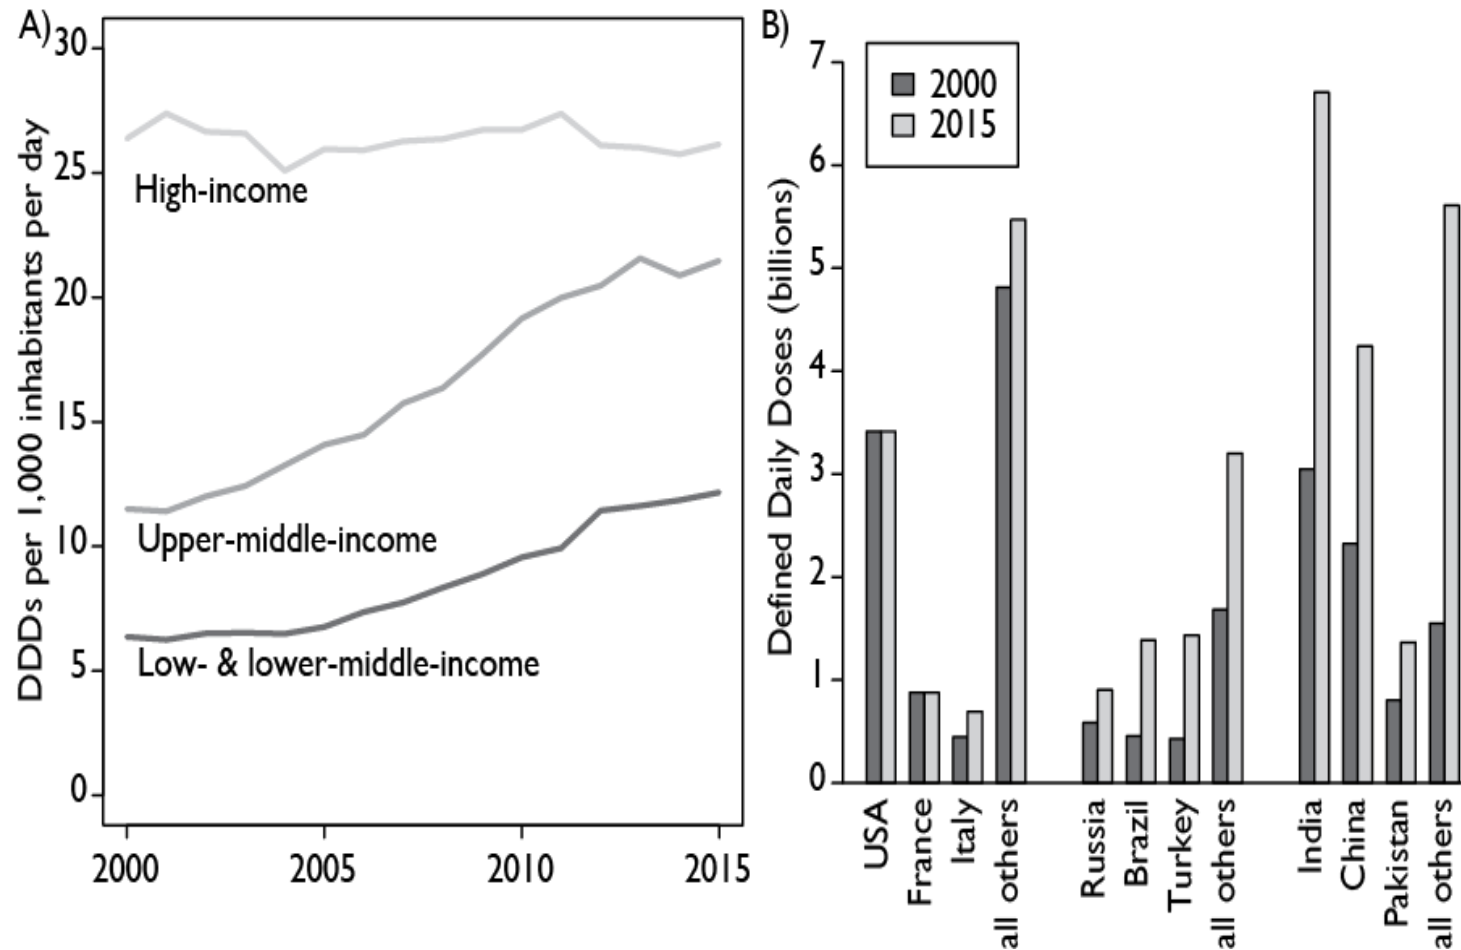 A)
DDDs per 1,000 inhabitants per day
30
25
20
15
10
5
0
High-income
Upper-middle-income
Low- & lower-middle-income
2000 2005 2010 2015
B)
Defined Daily Doses (billions)
7
6
5
4
3
2
1
0
2000
2015
USA
France
Italy
all others
Russia
Brazil
Turkey
all others
India
China
Pakistan
all others